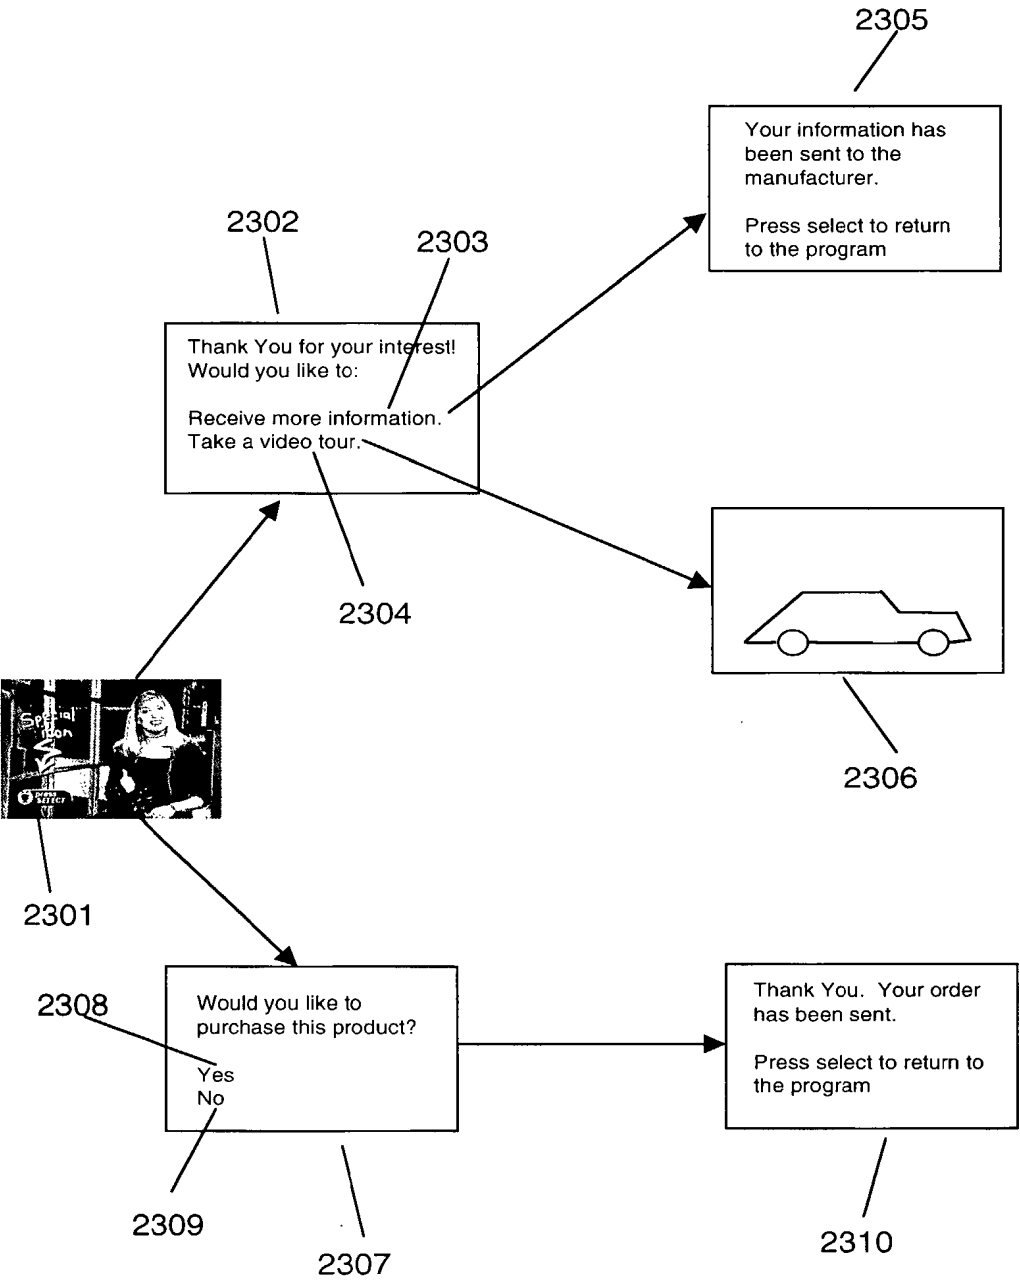 2305
Your information has
been sent to the
manufacturer.
Press select to return
to the program
2302
2303
Thank You for your interest!
Would you like to:
Receive more information.
Take a video tour.
2304
2306
Special
press
SELECT
2301
2308
Would you like to
purchase this product?
Yes
No
2309
2307
Thank You.  Your order
has been sent.
Press select to return to
the program
2310